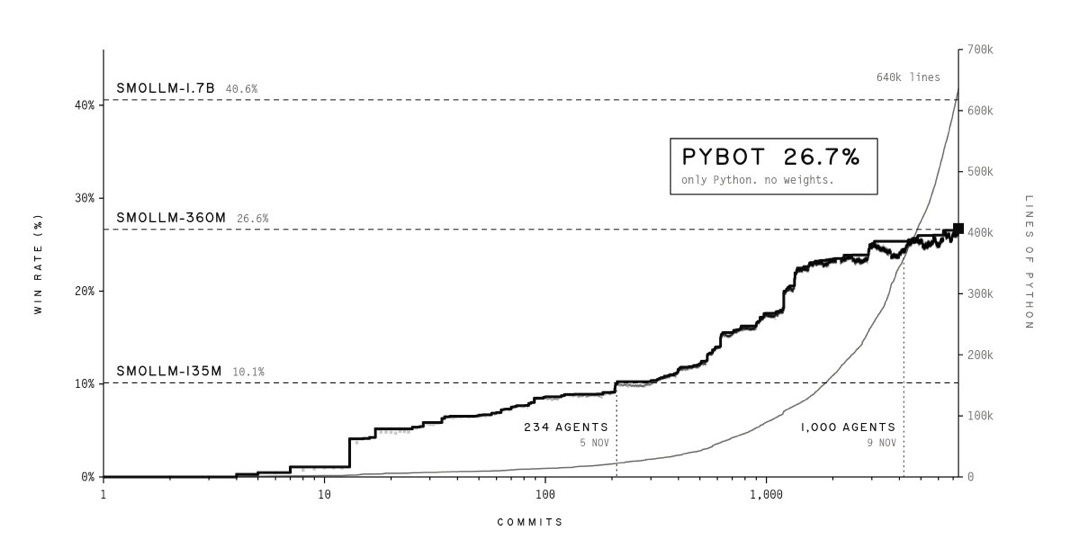 700k
640k lines
SMOLLM-1.7B 40.6%
40%
600k
PYBOT 26.7%
only Python. no weights.
500k
30%
SMOLLM-360M 26.6%
400k
WIN RATE (%)
LINES OF PYTHON
20%
300k
200k
SMOLLM-135M 10.1%
10%
100k
234 AGENTS
5 NOV
1,000 AGENTS
9 NOV
0%
0
1 10 100 1,000
COMMITS